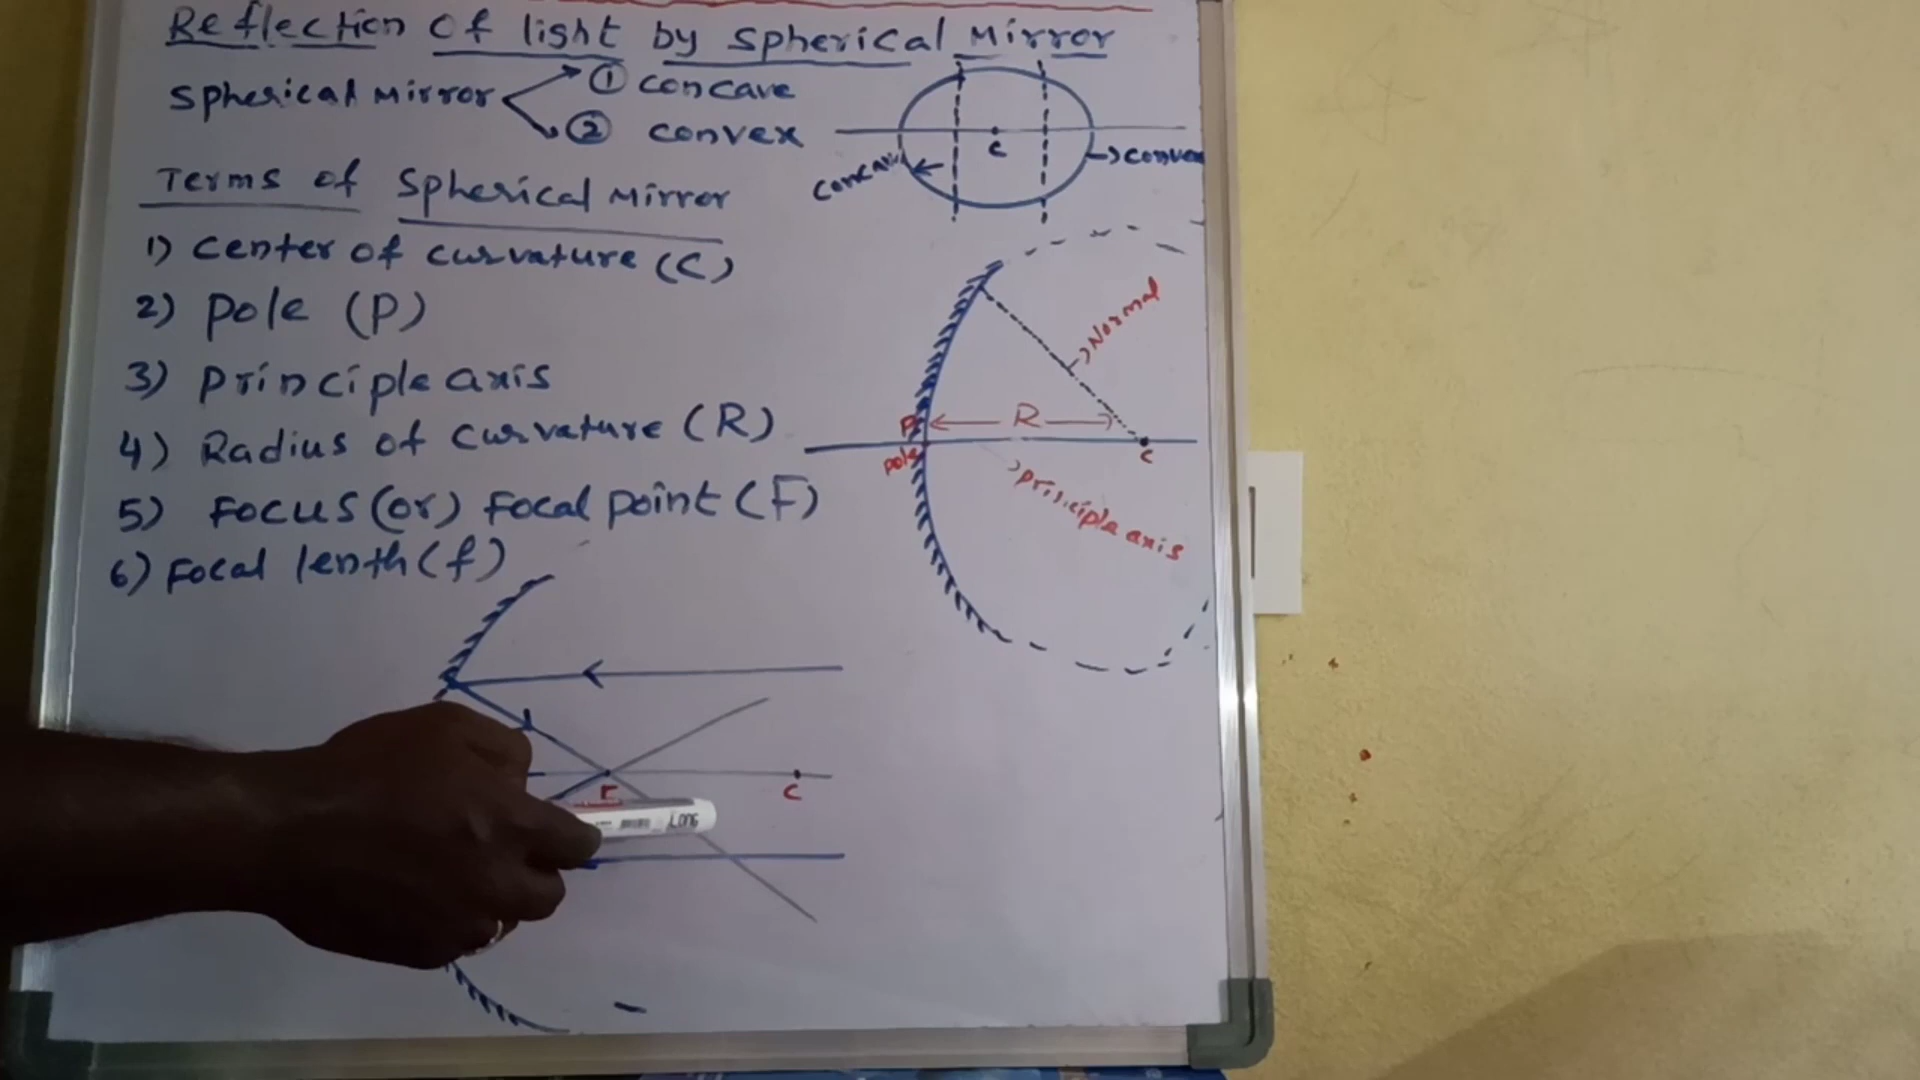 Reflection of light by spherical Mirror
Spherical Mirror
① concave
② convex
C
concave
convex
Terms of Spherical Mirror
1) center of curvature (C)
2) pole (P)
3) principle axis
4) Radius of curvature (R)
5) Focus (or) Focal point (F)
6) Focal lenth (f)
Normal
P
R
pole
C
principle axis
F
C
LONG